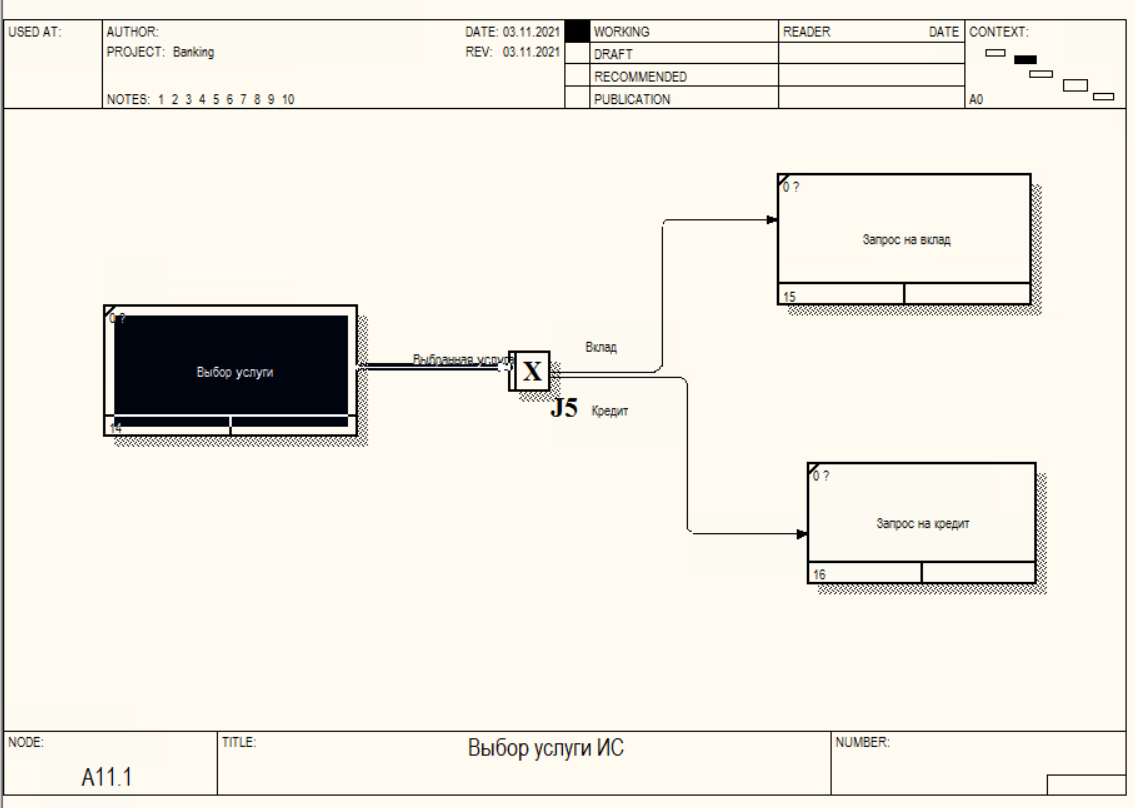 USED AT:
AUTHOR:
DATE: 03.11.2021
WORKING
READER
DATE
CONTEXT:
PROJECT: Banking
REV: 03.11.2021
DRAFT
RECOMMENDED
NOTES: 1 2 3 4 5 6 7 8 9 10
PUBLICATION
A0
0 ?
Запрос на вклад
15
0 ?
Выбор услуги
14
Выбранная услуга
X
J5
Вклад
Кредит
0 ?
Запрос на кредит
16
NODE:
TITLE:
Выбор услуги ИС
NUMBER:
A11.1